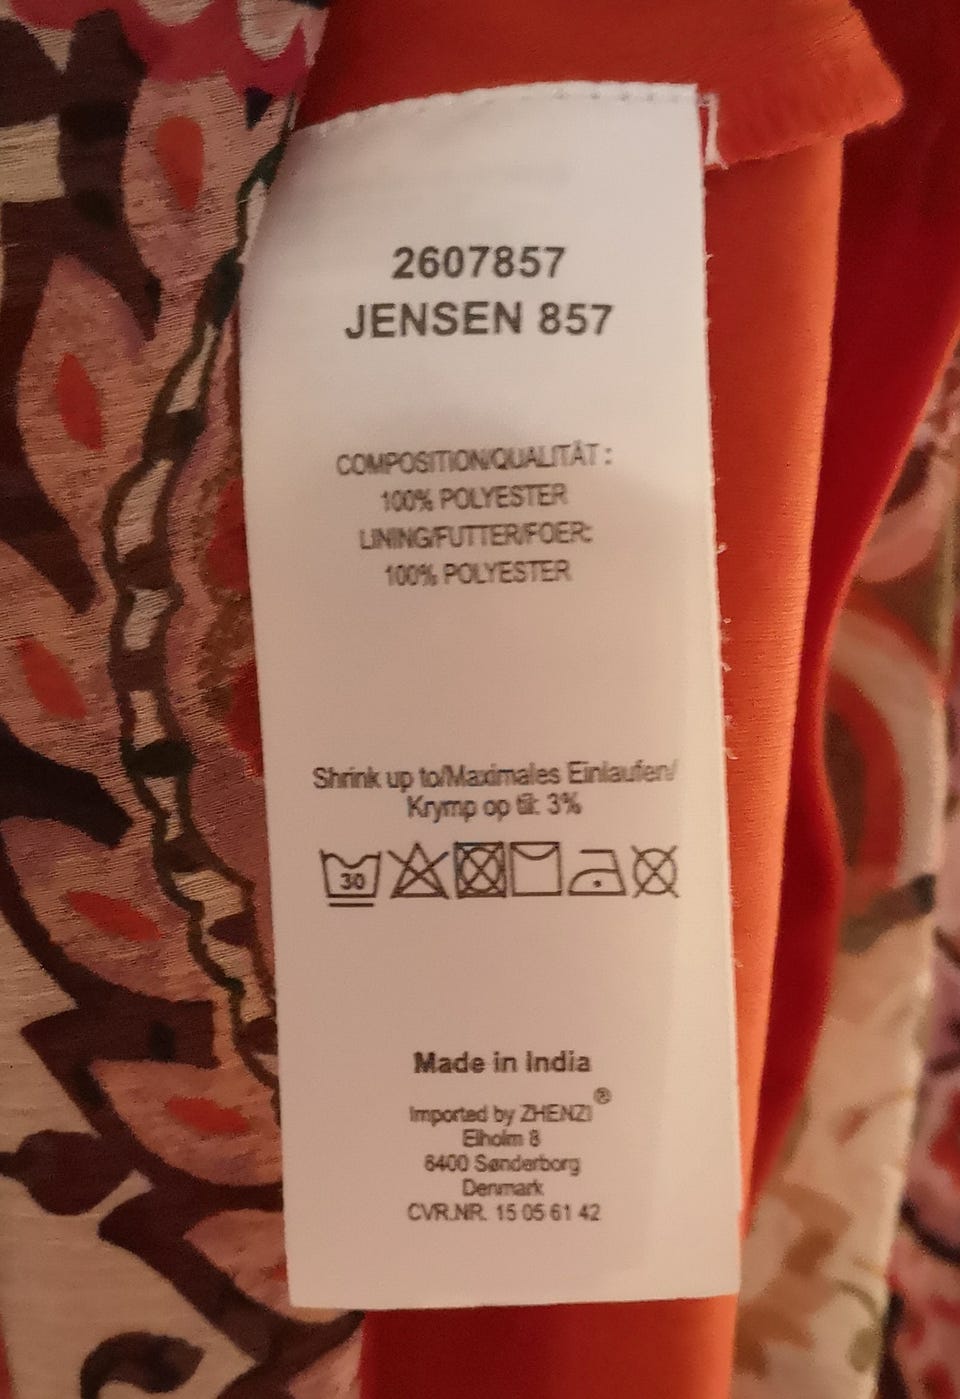 2607857
JENSEN 857
COMPOSITION/QUALITÄT :
100% POLYESTER
LINING/FUTTER/FOER:
100% POLYESTER
Shrink up to/Maximales Einlaufen/
Krymp op til: 3%
30
Made in India
Imported by ZHENZI®
Elholm 8
6400 Sønderborg
Denmark
CVR.NR. 15 05 61 42